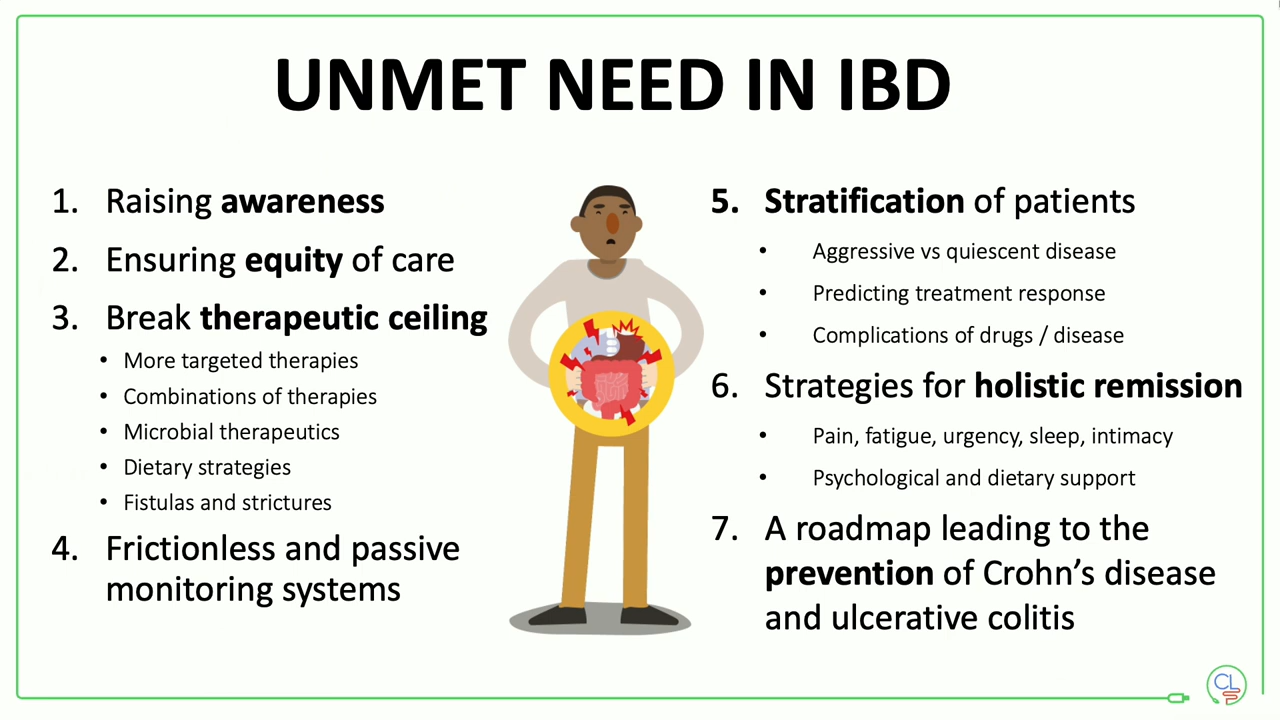 UNMET NEED IN IBD
1. Raising awareness
2. Ensuring equity of care
3. Break therapeutic ceiling
• More targeted therapies
• Combinations of therapies
• Microbial therapeutics
• Dietary strategies
• Fistulas and strictures
4. Frictionless and passive
monitoring systems
5. Stratification of patients
• Aggressive vs quiescent disease
• Predicting treatment response
• Complications of drugs / disease
6. Strategies for holistic remission
• Pain, fatigue, urgency, sleep, intimacy
• Psychological and dietary support
7. A roadmap leading to the
prevention of Crohn’s disease
and ulcerative colitis
CL